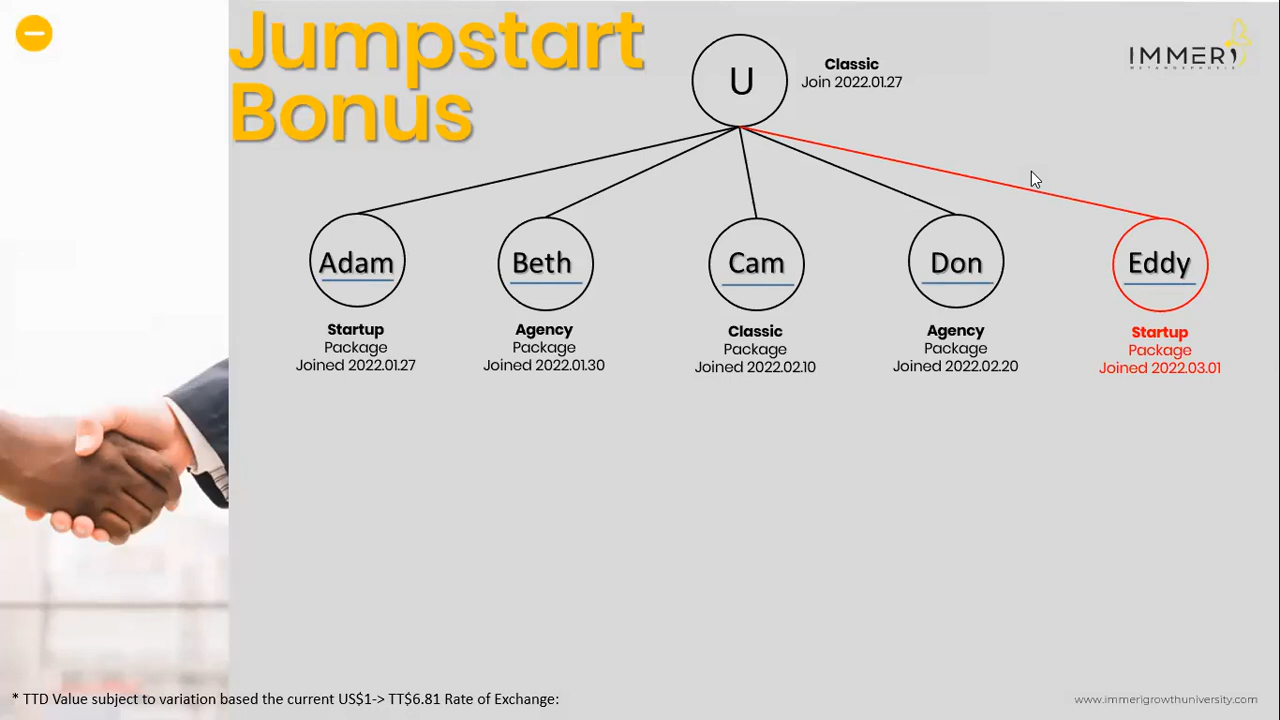 Jumpstart
Bonus
U
Classic
Join 2022.01.27
IMMERI
Adam
Beth
Cam
Don
Eddy
Startup
Package
Joined 2022.01.27
Agency
Package
Joined 2022.01.30
Classic
Package
Joined 2022.02.10
Agency
Package
Joined 2022.02.20
Startup
Package
Joined 2022.03.01
* TTD Value subject to variation based the current US$1-> TT$6.81 Rate of Exchange:
www.immerigrowthuniversity.com